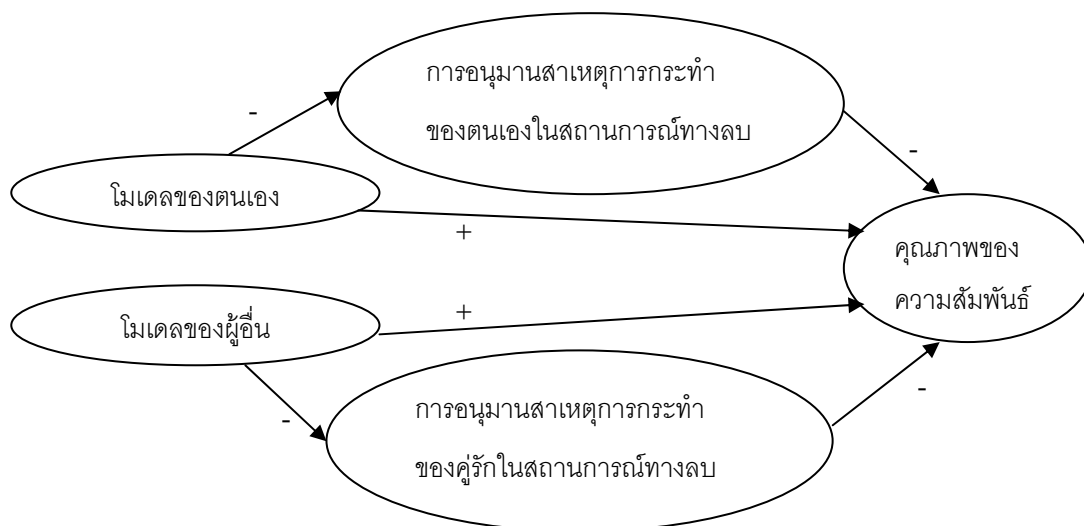 การอนุมานสาเหตุการกระทำ
ของตนเองในสถานการณ์ทางลบ
-
-
โมเดลของตนเอง
+
คุณภาพของ
ความสัมพันธ์
โมเดลของผู้อื่น
+
-
-
การอนุมานสาเหตุการกระทำ
ของคู่รักในสถานการณ์ทางลบ